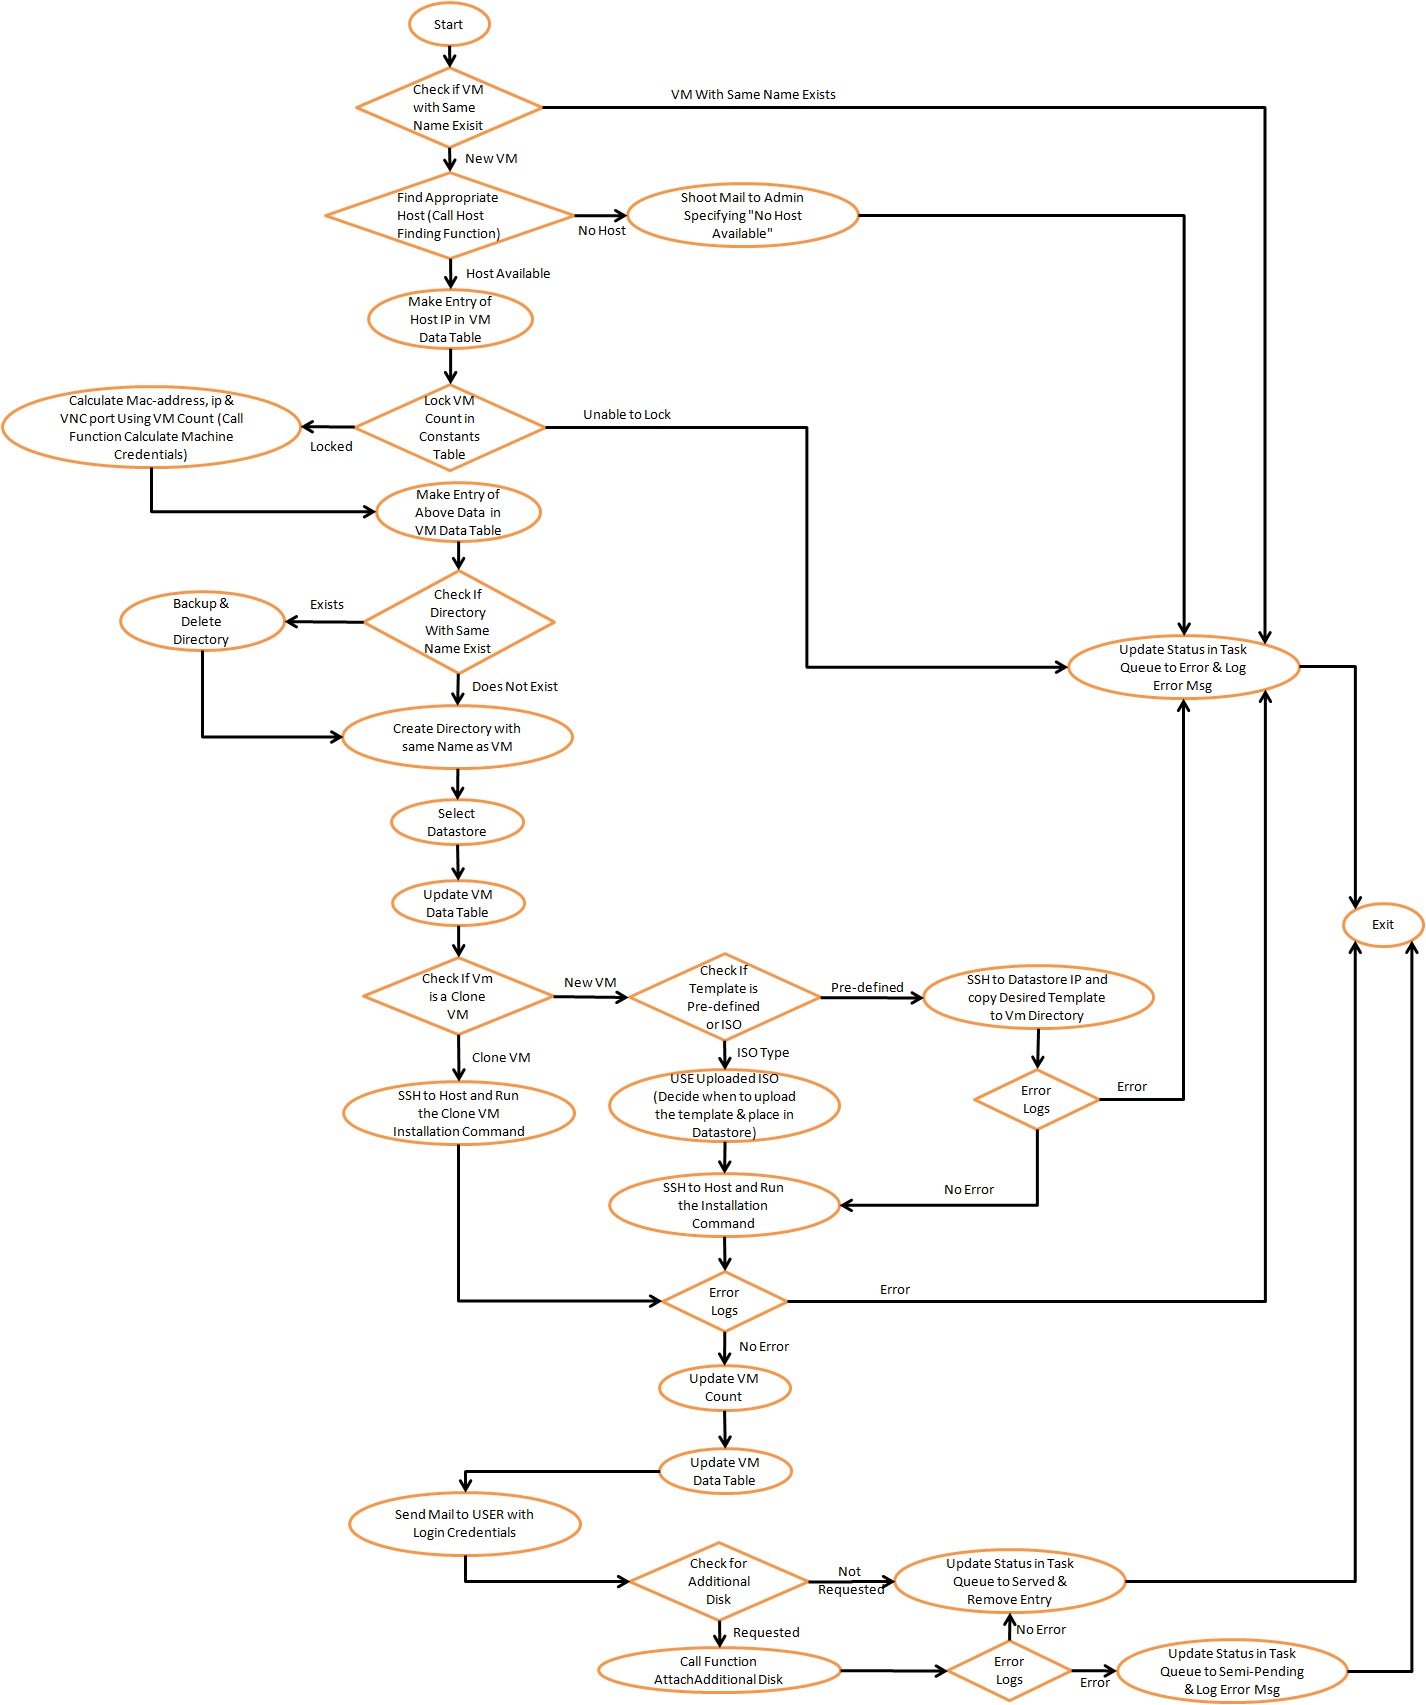 Start
Check if VM
with Same
Name Exisit
VM With Same Name Exists
New VM
Find Appropriate
Host (Call Host
Finding Function)
No Host
Shoot Mail to Admin
Specifying "No Host
Available"
Host Available
Make Entry of
Host IP in VM
Data Table
Calculate Mac-address, ip &
VNC port Using VM Count (Call
Function Calculate Machine
Credentials)
Locked
Lock VM
Count in
Constants
Table
Unable to Lock
Make Entry of
Above Data in
VM Data Table
Backup &
Delete
Directory
Exists
Check If
Directory
With Same
Name Exist
Update Status in Task
Queue to Error & Log
Error Msg
Does Not Exist
Create Directory with
same Name as VM
Select
Datastore
Update VM
Data Table
Exit
Check If Vm
is a Clone
VM
New VM
Check If
Template is
Pre-defined
or ISO
Pre-defined
SSH to Datastore IP and
copy Desired Template
to Vm Directory
Clone VM
ISO Type
SSH to Host and Run
the Clone VM
Installation Command
USE Uploaded ISO
(Decide when to upload
the template & place in
Datastore)
Error
Logs
Error
No Error
SSH to Host and Run
the Installation
Command
Error
Logs
Error
No Error
Update VM
Count
Update VM
Data Table
Send Mail to USER with
Login Credentials
Check for
Additional
Disk
Not
Requested
Update Status in Task
Queue to Served &
Remove Entry
Requested
No Error
Call Function
AttachAdditional Disk
Error
Logs
Error
Update Status in Task
Queue to Semi-Pending
& Log Error Msg